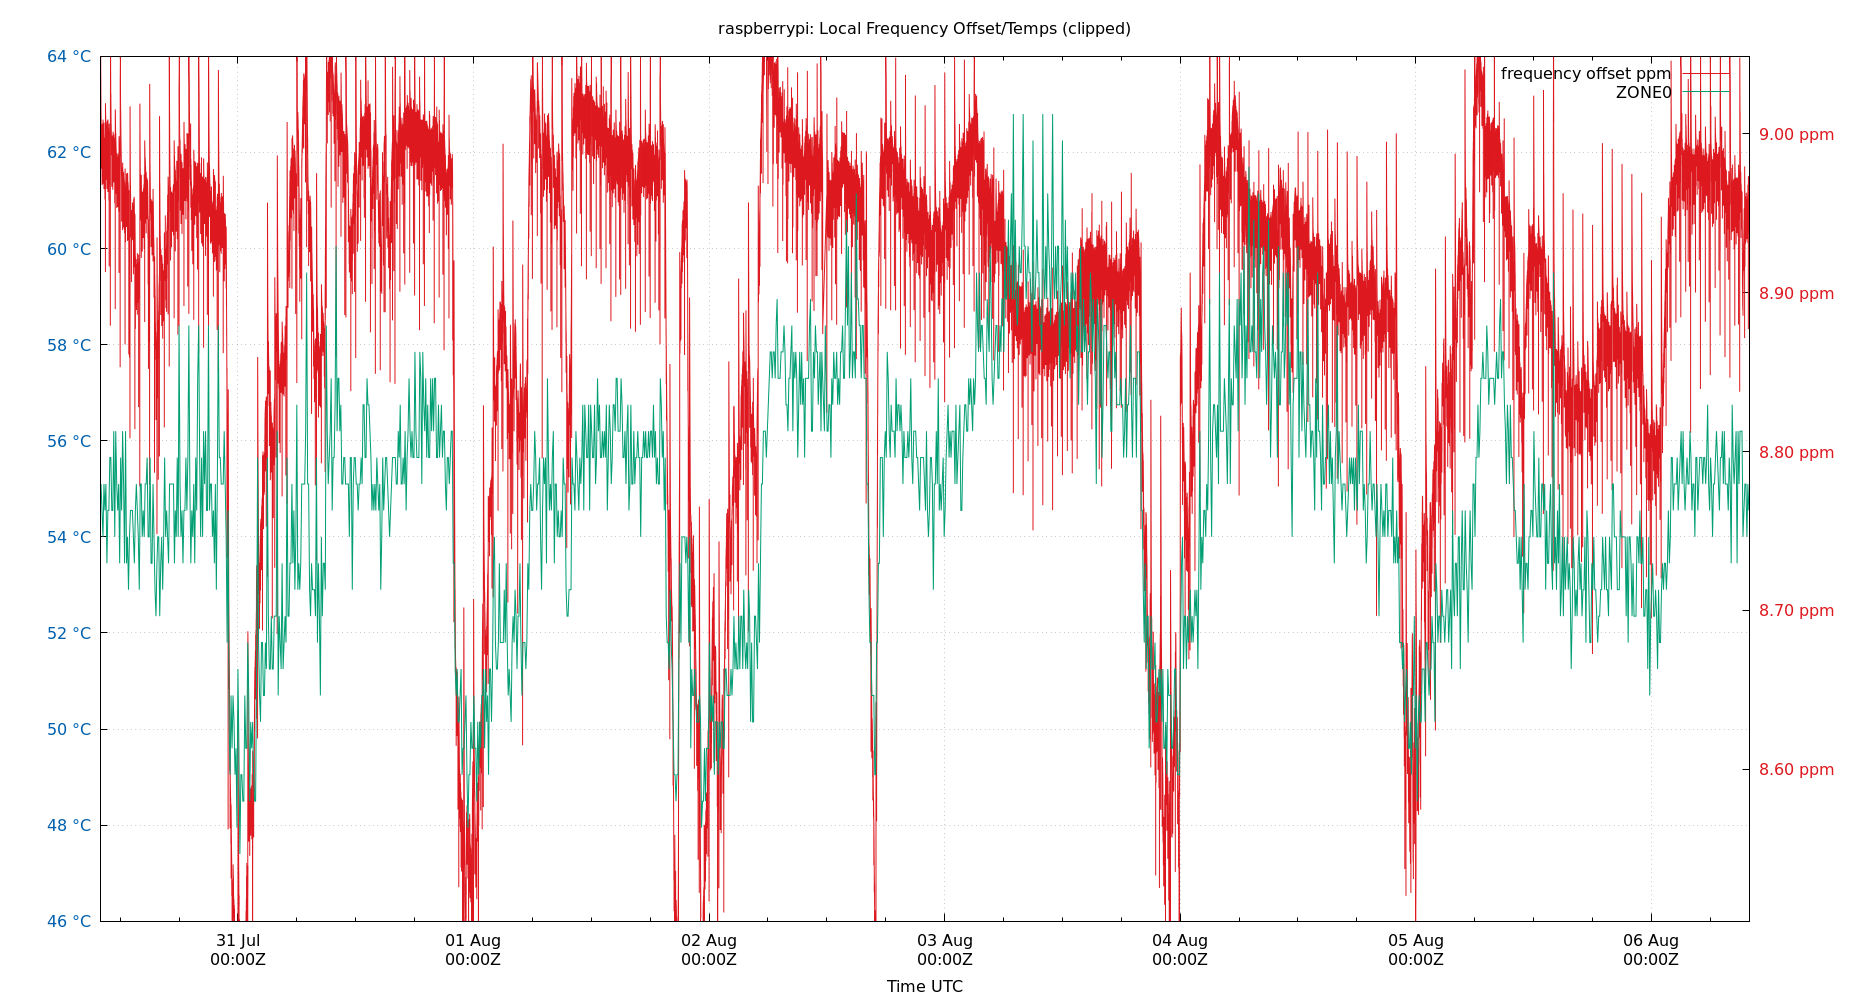 raspberrypi: Local Frequency Offset/Temps (clipped)
64 °C
62 °C
60 °C
58 °C
56 °C
54 °C
52 °C
50 °C
48 °C
46 °C
frequency offset ppm
ZONE0
9.00 ppm
8.90 ppm
8.80 ppm
8.70 ppm
8.60 ppm
31 Jul
00:00Z
01 Aug
00:00Z
02 Aug
00:00Z
03 Aug
00:00Z
04 Aug
00:00Z
05 Aug
00:00Z
06 Aug
00:00Z
Time UTC